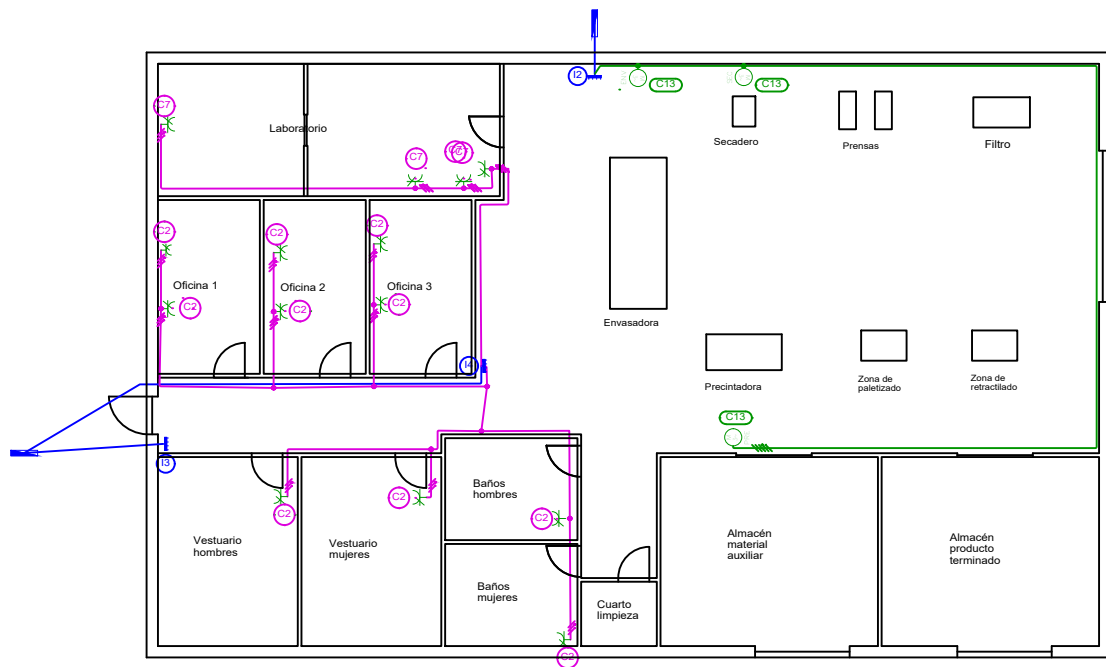 I2
C13
C13
C7
Laboratorio
C7
C7
Secadero
Prensas
Filtro
C2
C2
C2
Oficina 1
Oficina 2
Oficina 3
C2
C2
C2
Envasadora
I4
Precintadora
Zona de
paletizado
Zona de
retractilado
C13
I3
C2
C2
C2
Baños
hombres
Vestuario
hombres
Vestuario
mujeres
Almacén
material
auxiliar
Almacén
producto
terminado
Baños
mujeres
Cuarto
limpieza
C2